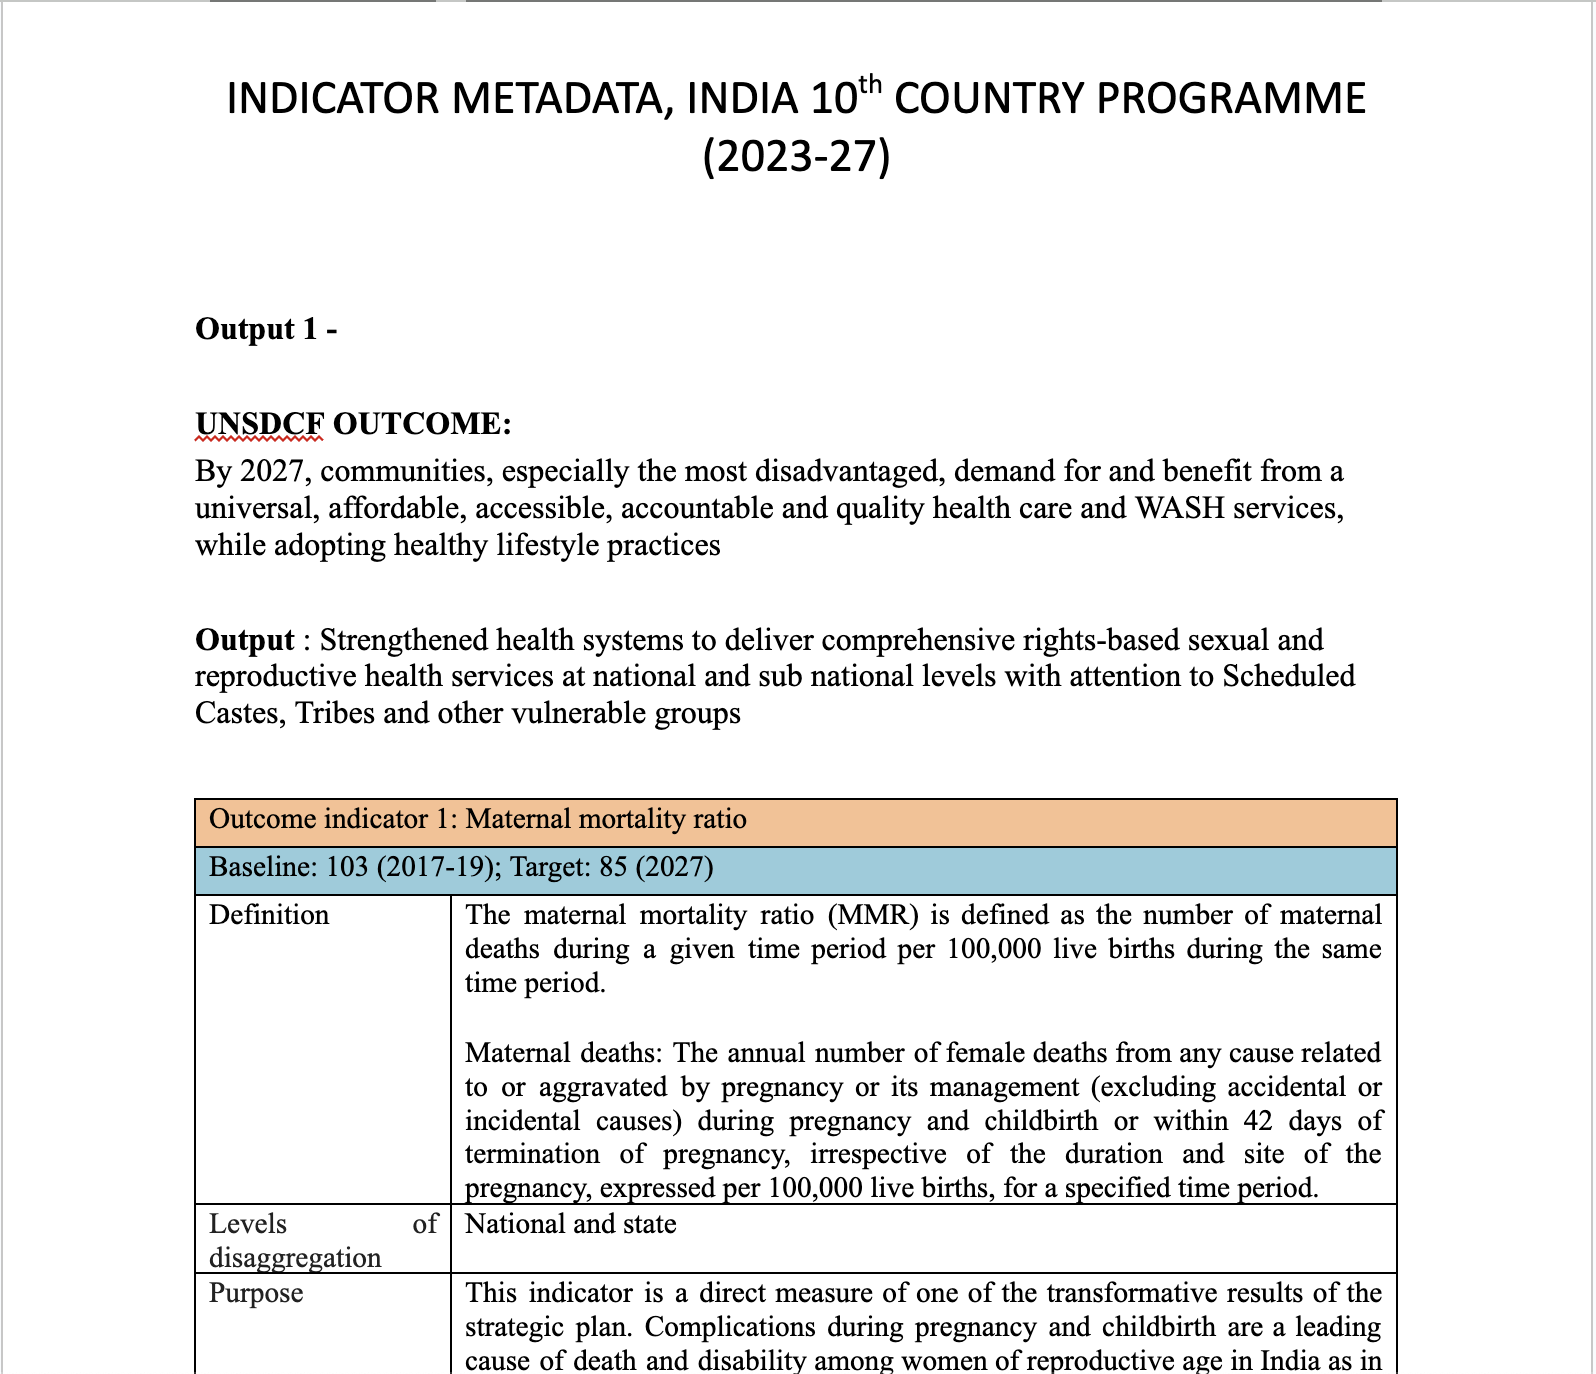 INDICATOR METADATA, INDIA 10th COUNTRY PROGRAMME
(2023-27)
Output 1 -
UNSDCF OUTCOME:
By 2027, communities, especially the most disadvantaged, demand for and benefit from a
universal, affordable, accessible, accountable and quality health care and WASH services,
while adopting healthy lifestyle practices
Output : Strengthened health systems to deliver comprehensive rights-based sexual and
reproductive health services at national and sub national levels with attention to Scheduled
Castes, Tribes and other vulnerable groups
Outcome indicator 1: Maternal mortality ratio
Baseline: 103 (2017-19); Target: 85 (2027)
Definition
The maternal mortality ratio (MMR) is defined as the number of maternal
deaths during a given time period per 100,000 live births during the same
time period.
Maternal deaths: The annual number of female deaths from any cause related
to or aggravated by pregnancy or its management (excluding accidental or
incidental causes) during pregnancy and childbirth or within 42 days of
termination of pregnancy, irrespective of the duration and site of the
pregnancy, expressed per 100,000 live births, for a specified time period.
Levels of
disaggregation
National and state
Purpose
This indicator is a direct measure of one of the transformative results of the
strategic plan. Complications during pregnancy and childbirth are a leading
cause of death and disability among women of reproductive age in India as in